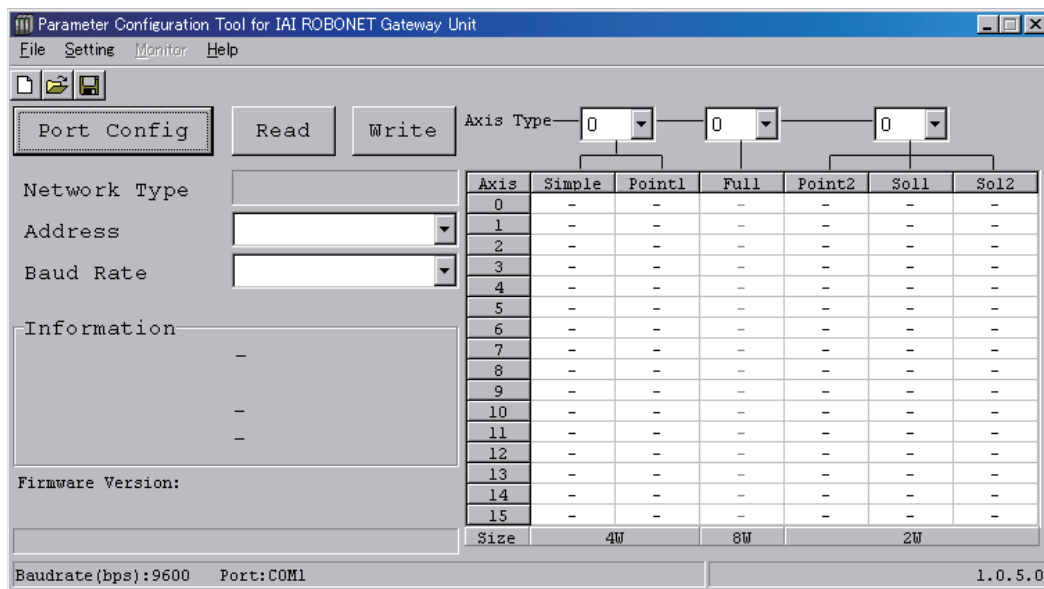 Parameter Configuration Tool for IAI ROBONET Gateway Unit
File Setting Monitor Help
Port Config Read Write Axis Type 0 0 0
Network Type
Address
Baud Rate
Information
-
-
-
Firmware Version:
Axis Simple Point1 Full Point2 Sol1 Sol2
0 - - - - - -
1 - - - - - -
2 - - - - - -
3 - - - - - -
4 - - - - - -
5 - - - - - -
6 - - - - - -
7 - - - - - -
8 - - - - - -
9 - - - - - -
10 - - - - - -
11 - - - - - -
12 - - - - - -
13 - - - - - -
14 - - - - - -
15 - - - - - -
Size 4W 8W 2W
Baudrate(bps):9600 Port:COM1 1.0.5.0